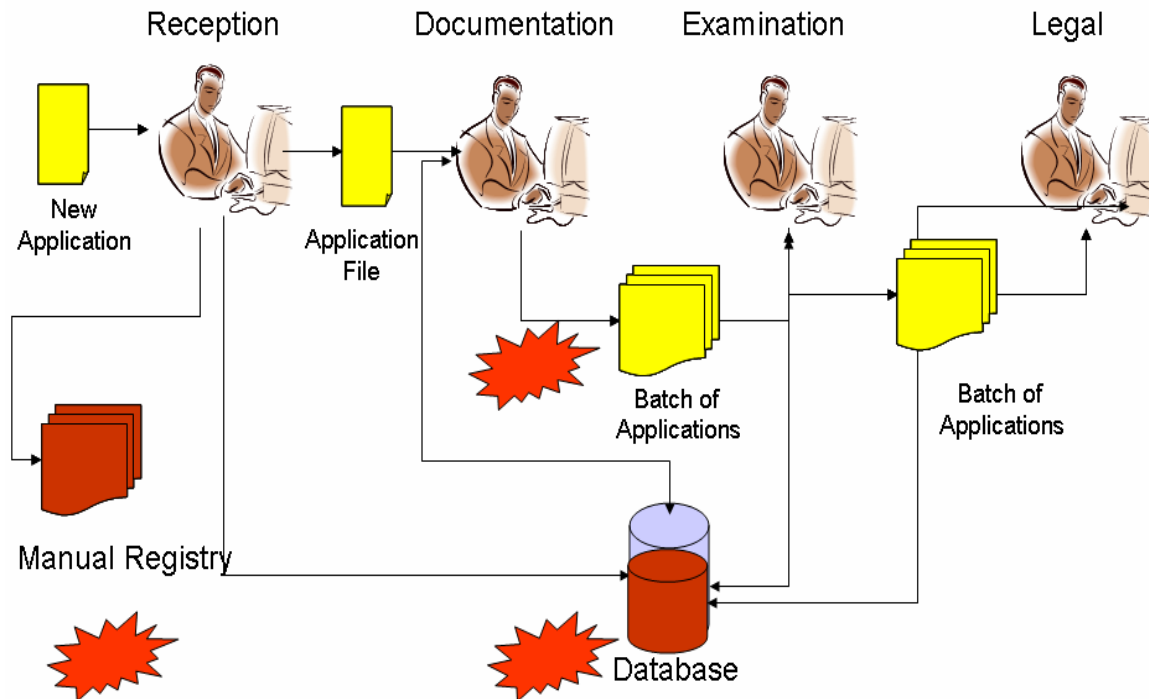 Reception
Documentation
Examination
Legal
New
Application
Application
File
Batch of
Applications
Batch of
Applications
Manual Registry
Database